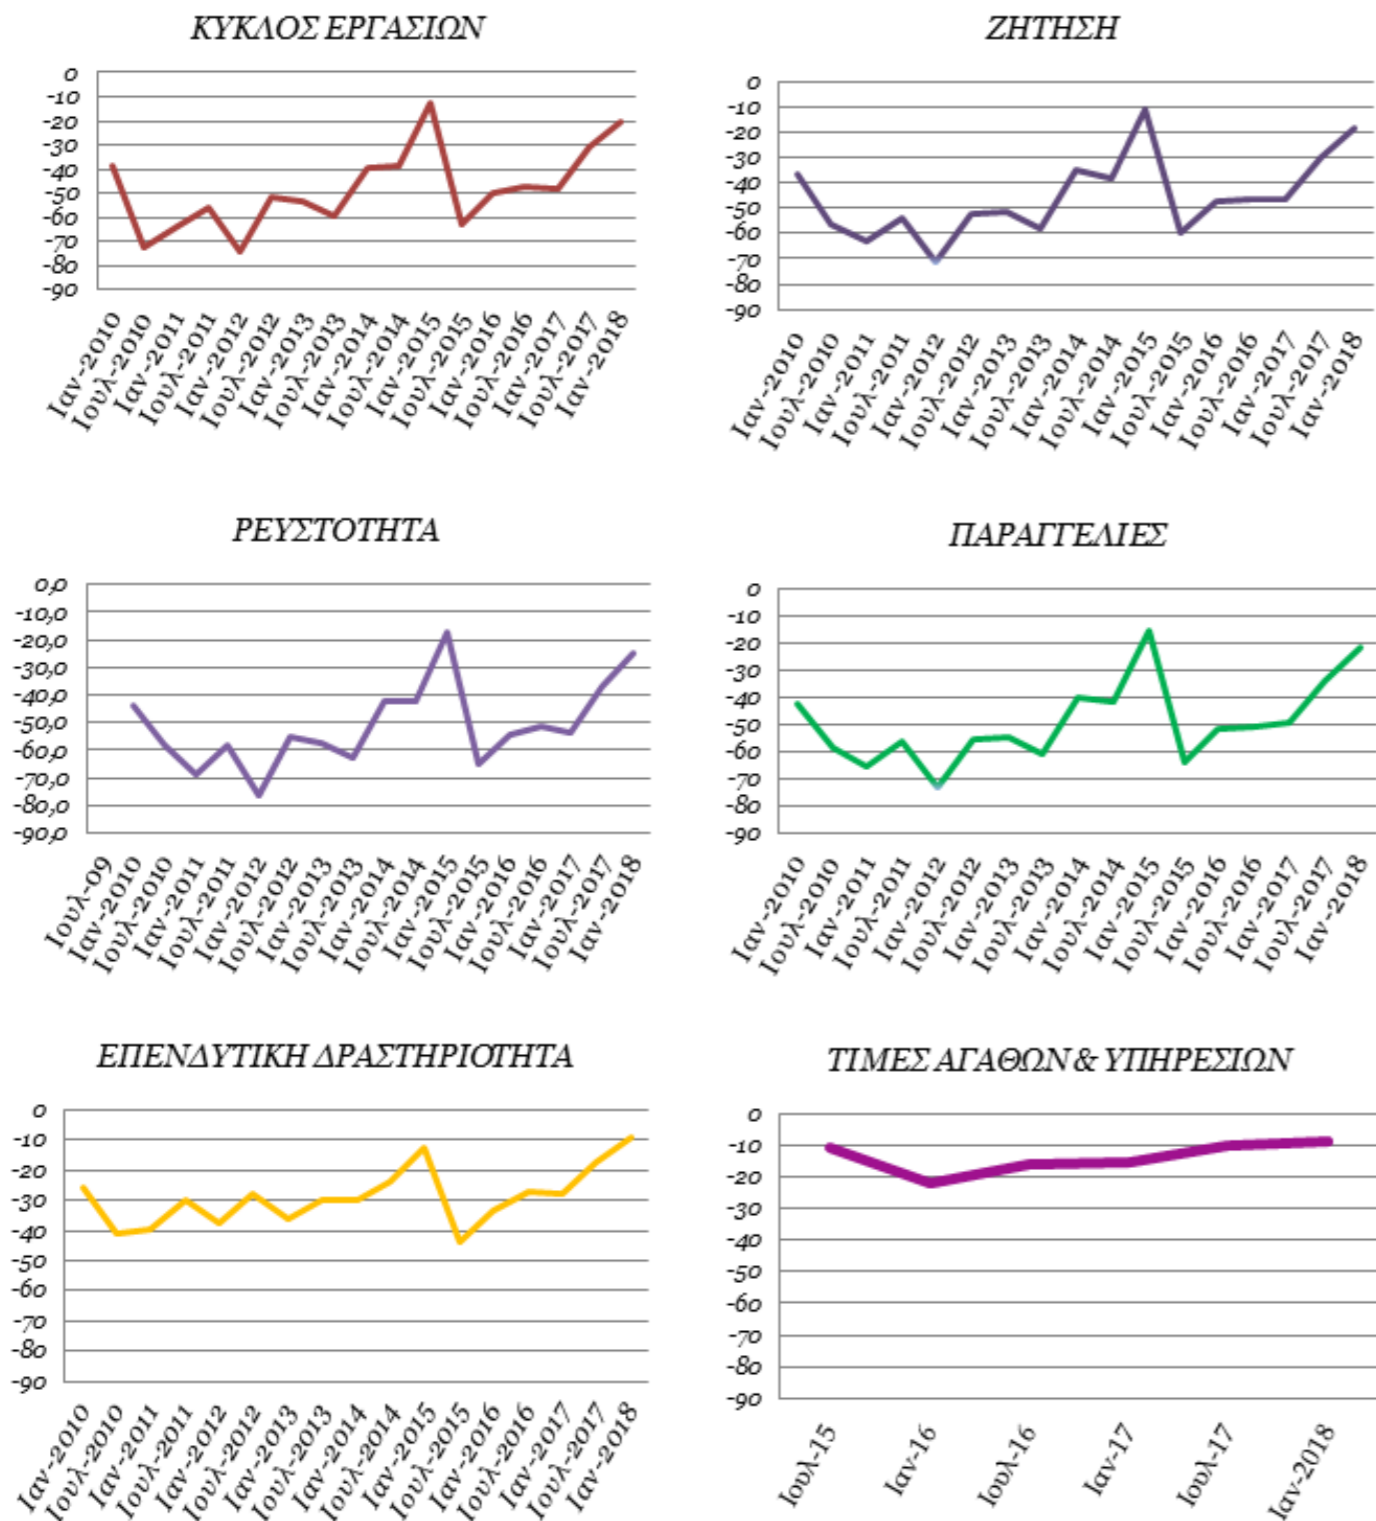 ΚΥΚΛΟΣ ΕΡΓΑΣΙΩΝ
0
-10
-20
-30
-40
-50
-60
-70
-80
-90
Ιαν-2010
Ιουλ-2010
Ιαν-2011
Ιουλ-2011
Ιαν-2012
Ιουλ-2012
Ιαν-2013
Ιουλ-2013
Ιαν-2014
Ιουλ-2014
Ιαν-2015
Ιουλ-2015
Ιαν-2016
Ιουλ-2016
Ιαν-2017
Ιουλ-2017
Ιαν-2018
ΖΗΤΗΣΗ
0
-10
-20
-30
-40
-50
-60
-70
-80
-90
Ιαν-2010
Ιουλ-2010
Ιαν-2011
Ιουλ-2011
Ιαν-2012
Ιουλ-2012
Ιαν-2013
Ιουλ-2013
Ιαν-2014
Ιουλ-2014
Ιαν-2015
Ιουλ-2015
Ιαν-2016
Ιουλ-2016
Ιαν-2017
Ιουλ-2017
Ιαν-2018
ΡΕΥΣΤΟΤΗΤΑ
0,0
-10,0
-20,0
-30,0
-40,0
-50,0
-60,0
-70,0
-80,0
-90,0
Ιουλ-09
Ιαν-2010
Ιουλ-2010
Ιαν-2011
Ιουλ-2011
Ιαν-2012
Ιουλ-2012
Ιαν-2013
Ιουλ-2013
Ιαν-2014
Ιουλ-2014
Ιαν-2015
Ιουλ-2015
Ιαν-2016
Ιουλ-2016
Ιαν-2017
Ιουλ-2017
Ιαν-2018
ΠΑΡΑΓΓΕΛΙΕΣ
0
-10
-20
-30
-40
-50
-60
-70
-80
-90
Ιαν-2010
Ιουλ-2010
Ιαν-2011
Ιουλ-2011
Ιαν-2012
Ιουλ-2012
Ιαν-2013
Ιουλ-2013
Ιαν-2014
Ιουλ-2014
Ιαν-2015
Ιουλ-2015
Ιαν-2016
Ιουλ-2016
Ιαν-2017
Ιουλ-2017
Ιαν-2018
ΕΠΕΝΔΥΤΙΚΗ ΔΡΑΣΤΗΡΙΟΤΗΤΑ
0
-10
-20
-30
-40
-50
-60
-70
-80
-90
Ιαν-2010
Ιουλ-2010
Ιαν-2011
Ιουλ-2011
Ιαν-2012
Ιουλ-2012
Ιαν-2013
Ιουλ-2013
Ιαν-2014
Ιουλ-2014
Ιαν-2015
Ιουλ-2015
Ιαν-2016
Ιουλ-2016
Ιαν-2017
Ιουλ-2017
Ιαν-2018
ΤΙΜΕΣ ΑΓΑΘΩΝ & ΥΠΗΡΕΣΙΩΝ
0
-10
-20
-30
-40
-50
-60
-70
-80
-90
Ιουλ-15
Ιαν-16
Ιουλ-16
Ιαν-17
Ιουλ-17
Ιαν-2018